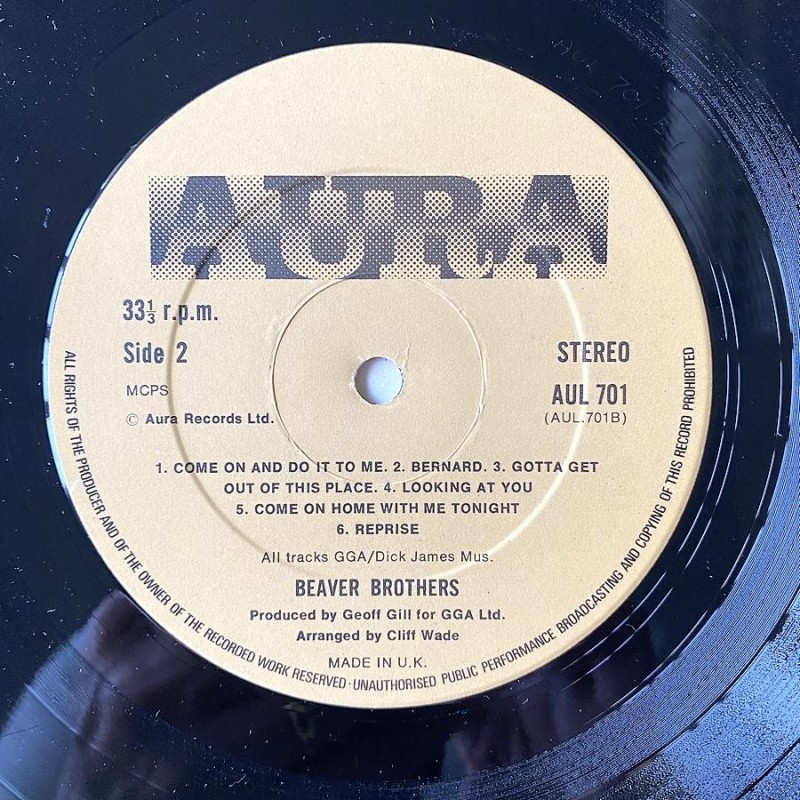 AUL 701
AURA
33⅓ r.p.m.
Side 2
STEREO
MCPS
AUL 701
© Aura Records Ltd.
(AUL.701B)
1. COME ON AND DO IT TO ME. 2. BERNARD. 3. GOTTA GET
OUT OF THIS PLACE. 4. LOOKING AT YOU
5. COME ON HOME WITH ME TONIGHT
6. REPRISE
All tracks GGA/Dick James Mus.
BEAVER BROTHERS
Produced by Geoff Gill for GGA Ltd.
Arranged by Cliff Wade
MADE IN U.K.
ALL RIGHTS OF THE PRODUCER AND OF THE OWNER OF THE RECORDED WORK RESERVED · UNAUTHORISED PUBLIC PERFORMANCE BROADCASTING AND COPYING OF THIS RECORD PROHIBITED